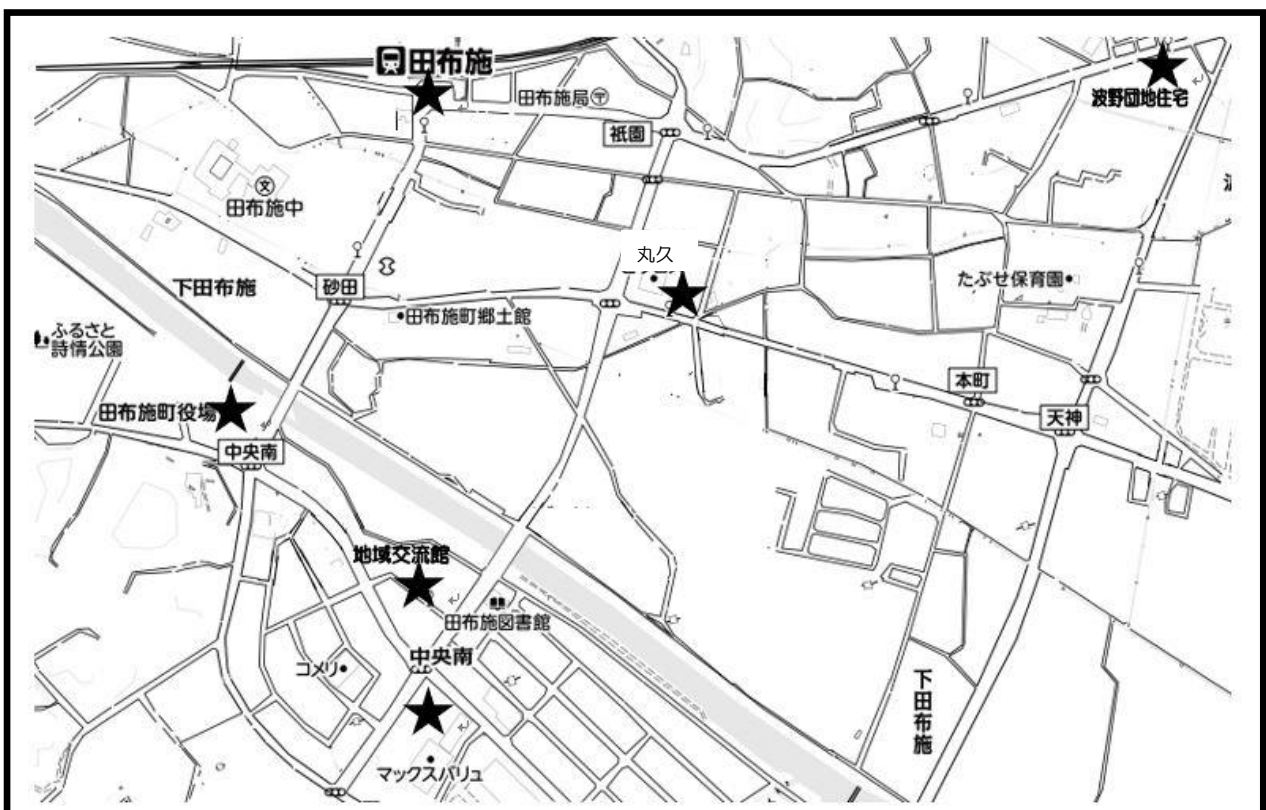 田布施
田布施局
波野団地住宅
祇園
文
田布施中
丸久
下田布施
砂田
たぶせ保育園
田布施町郷土館
ふるさと
詩情公園
本町
田布施町役場
天神
中央南
地域交流館
田布施図書館
中央南
コメリ
下田布施
マックスバリュ